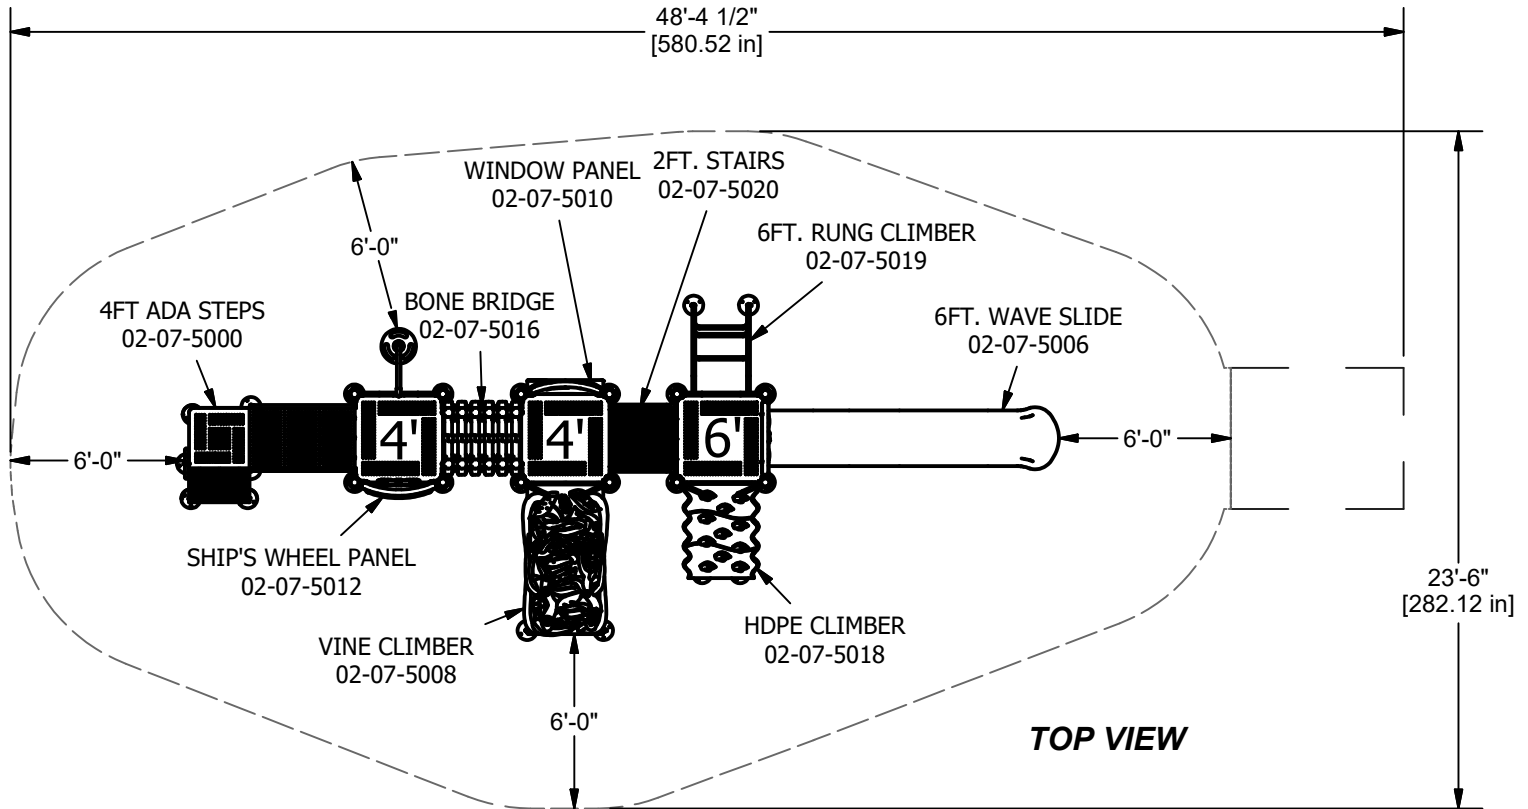 48'-4 1/2"
[580.52 in]
WINDOW PANEL
02-07-5010
2FT. STAIRS
02-07-5020
6'-0"
6FT. RUNG CLIMBER
02-07-5019
4FT ADA STEPS
02-07-5000
BONE BRIDGE
02-07-5016
6FT. WAVE SLIDE
02-07-5006
4'
4'
6'
6'-0"
6'-0"
SHIP'S WHEEL PANEL
02-07-5012
23'-6"
[282.12 in]
VINE CLIMBER
02-07-5008
HDPE CLIMBER
02-07-5018
6'-0"
TOP VIEW